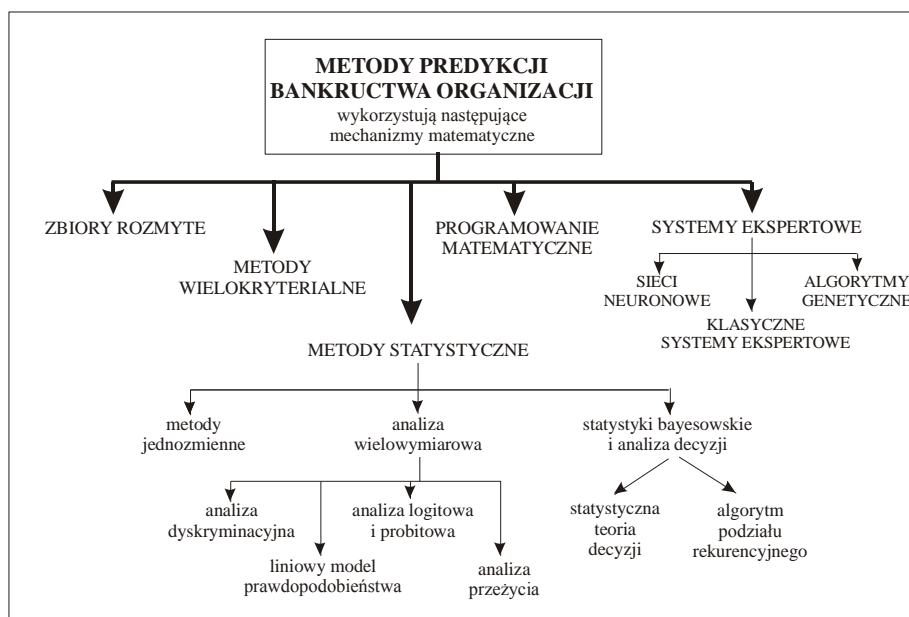 METODY PREDYKCJI
BANKRUCTWA ORGANIZACJI
wykorzystują następujące
mechanizmy matematyczne
ZBIORY ROZMYTE
METODY
WIELOKRYTERIALNE
PROGRAMOWANIE
MATEMATYCZNE
SYSTEMY EKSPERTOWE
SIECI
NEURONOWE
KLASYCZNE
SYSTEMY EKSPERTOWE
ALGORYTMY
GENETYCZNE
METODY STATYSTYCZNE
metody
jednozmienne
analiza
wielowymiarowa
statystyki bayesowskie
i analiza decyzji
analiza
dyskryminacyjna
liniowy model
prawdopodobieństwa
analiza logitowa
i probitowa
analiza
przeżycia
statystyczna
teoria
decyzji
algorytm
podziału
rekurencyjnego